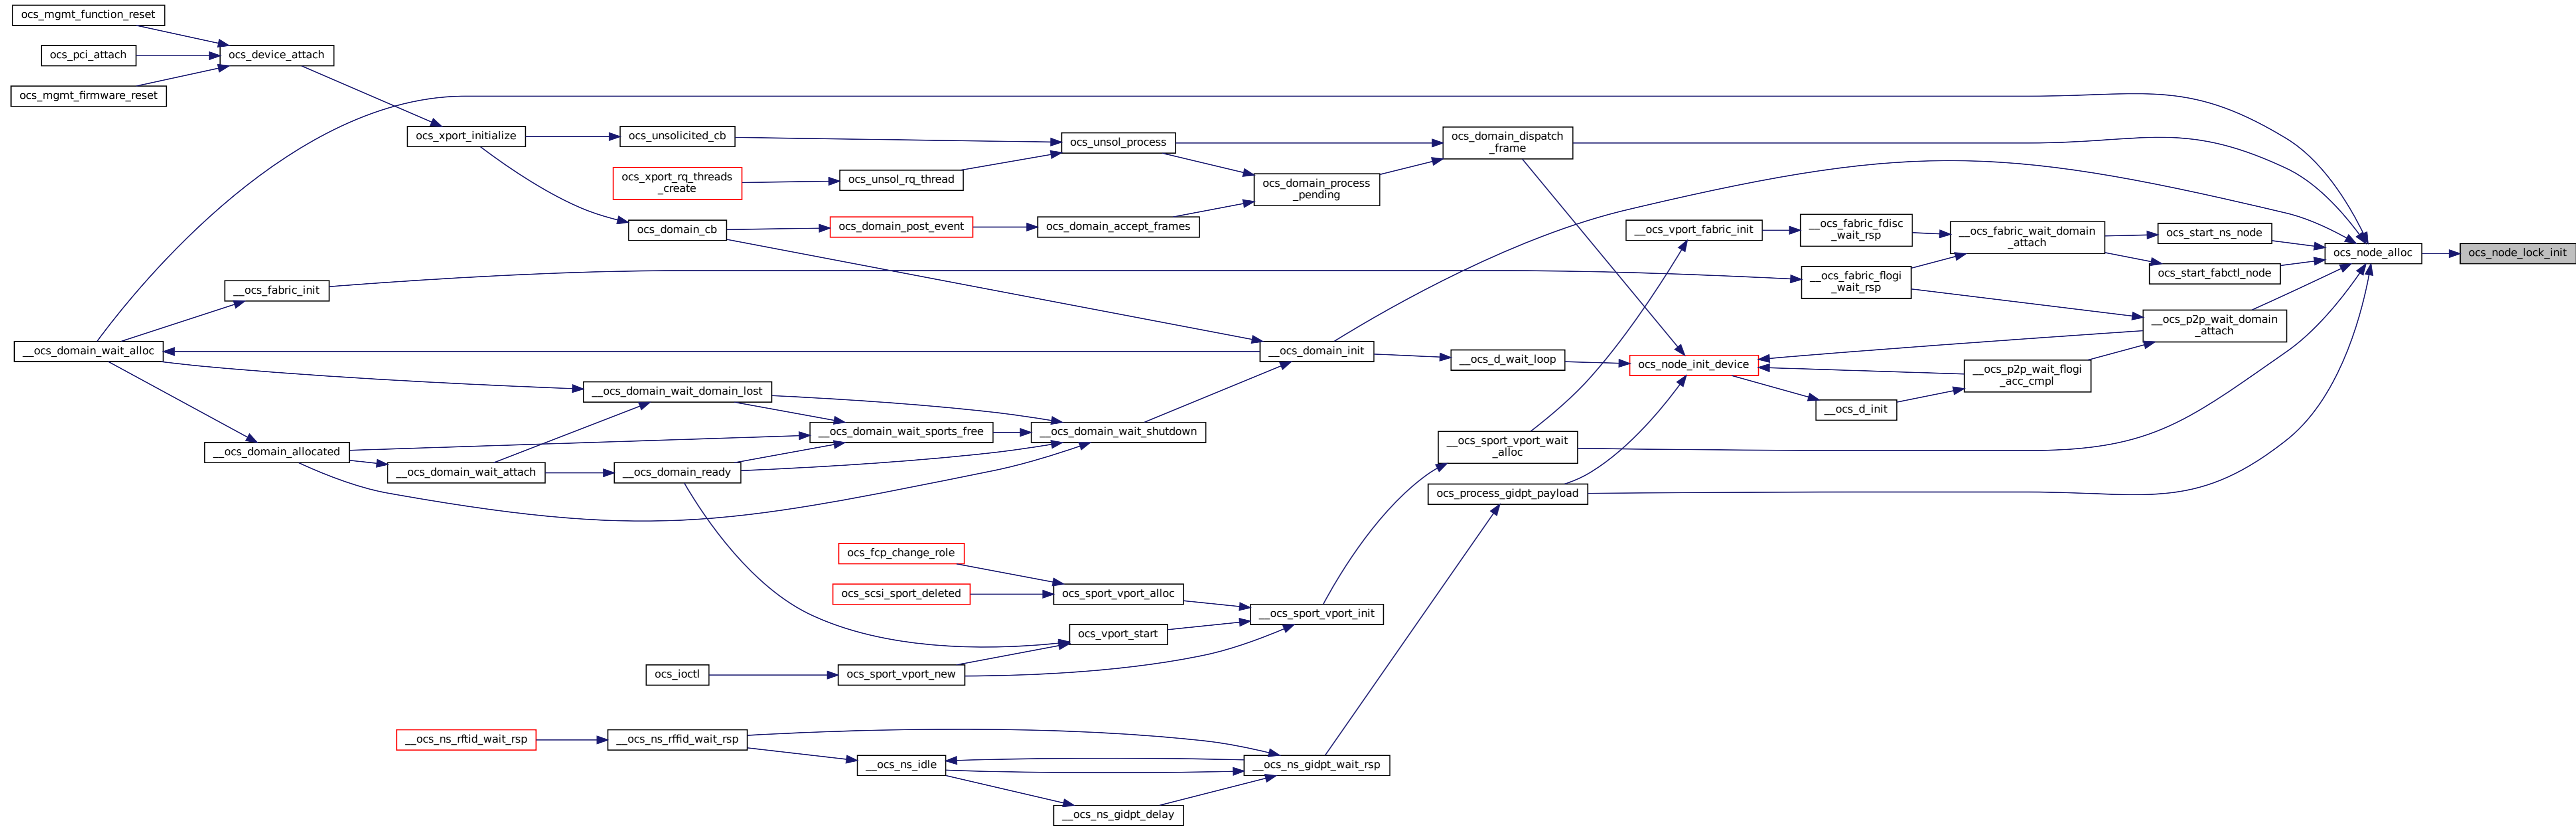 ocs_mgmt_function_reset
ocs_pci_attach
ocs_device_attach
ocs_mgmt_firmware_reset
ocs_xport_initialize
ocs_unsolicited_cb
ocs_unsol_process
ocs_domain_dispatch
_frame
ocs_xport_rq_threads
_create
ocs_unsol_rq_thread
ocs_domain_process
_pending
ocs_domain_cb
ocs_domain_post_event
ocs_domain_accept_frames
__ocs_vport_fabric_init
__ocs_fabric_fdisc
_wait_rsp
__ocs_fabric_wait_domain
_attach
ocs_start_ns_node
ocs_node_alloc
ocs_node_lock_init
ocs_start_fabctl_node
__ocs_fabric_init
__ocs_fabric_flogi
_wait_rsp
__ocs_p2p_wait_domain
_attach
__ocs_domain_wait_alloc
__ocs_domain_init
__ocs_d_wait_loop
ocs_node_init_device
__ocs_p2p_wait_flogi
_acc_cmpl
__ocs_domain_wait_domain_lost
__ocs_d_init
__ocs_domain_wait_sports_free
__ocs_domain_wait_shutdown
__ocs_domain_allocated
__ocs_sport_vport_wait
_alloc
__ocs_domain_wait_attach
__ocs_domain_ready
ocs_process_gidpt_payload
ocs_fcp_change_role
ocs_scsi_sport_deleted
ocs_sport_vport_alloc
__ocs_sport_vport_init
ocs_vport_start
ocs_ioctl
ocs_sport_vport_new
__ocs_ns_rftid_wait_rsp
__ocs_ns_rffid_wait_rsp
__ocs_ns_idle
__ocs_ns_gidpt_wait_rsp
__ocs_ns_gidpt_delay